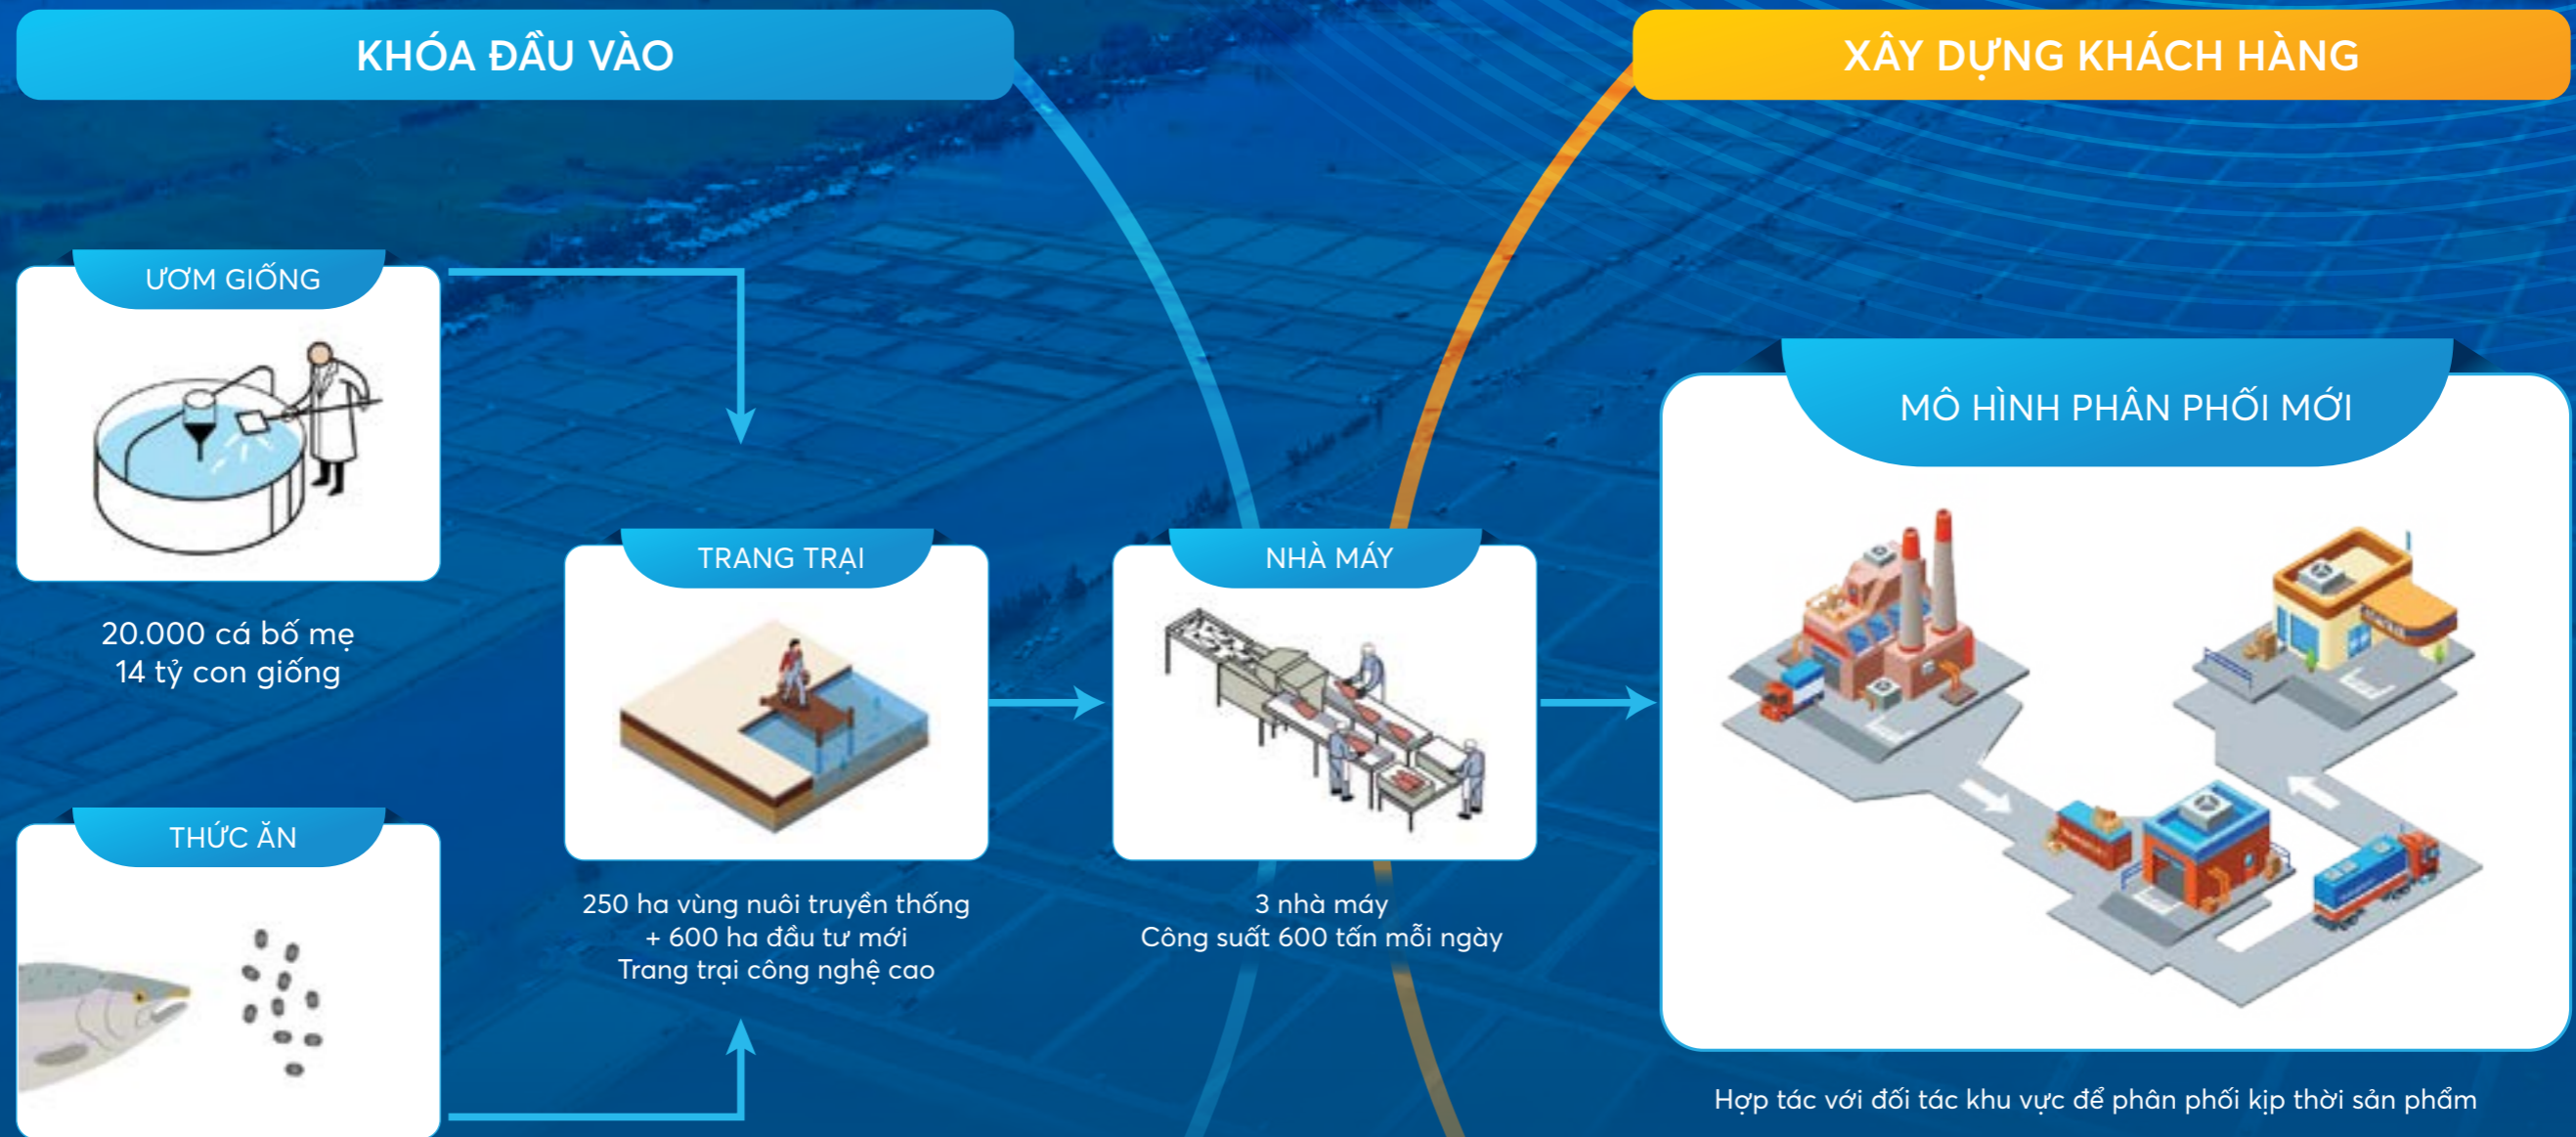 KHÓA ĐẦU VÀO
XÂY DỰNG KHÁCH HÀNG
ƯƠM GIỐNG
20.000 cá bố mẹ
14 tỷ con giống
THỨC ĂN
TRANG TRẠI
250 ha vùng nuôi truyền thống
+ 600 ha đầu tư mới
Trang trại công nghệ cao
NHÀ MÁY
3 nhà máy
Công suất 600 tấn mỗi ngày
MÔ HÌNH PHÂN PHỐI MỚI
Hợp tác với đối tác khu vực để phân phối kịp thời sản phẩm